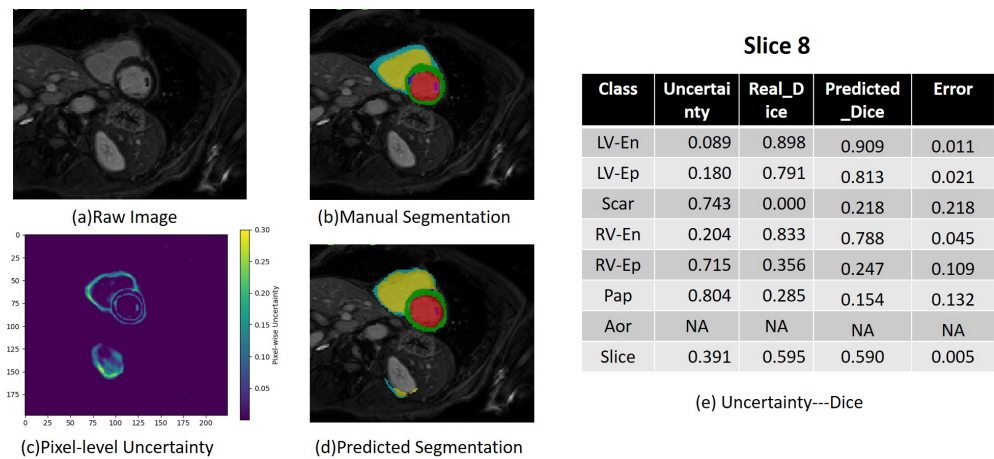 (a)Raw Image
(b)Manual Segmentation
0
25
50
75
100
125
150
175
0 25 50 75 100 125 150 175 200
0.30
0.25
0.20
0.15
0.10
0.05
Pixel-wise Uncertainty
(c)Pixel-level Uncertainty
(d)Predicted Segmentation
Slice 8
Class Uncertai Real_D Predicted Error
nty ice _Dice
LV-En 0.089 0.898 0.909 0.011
LV-Ep 0.180 0.791 0.813 0.021
Scar 0.743 0.000 0.218 0.218
RV-En 0.204 0.833 0.788 0.045
RV-Ep 0.715 0.356 0.247 0.109
Pap 0.804 0.285 0.154 0.132
Aor NA NA NA NA
Slice 0.391 0.595 0.590 0.005
(e) Uncertainty---Dice